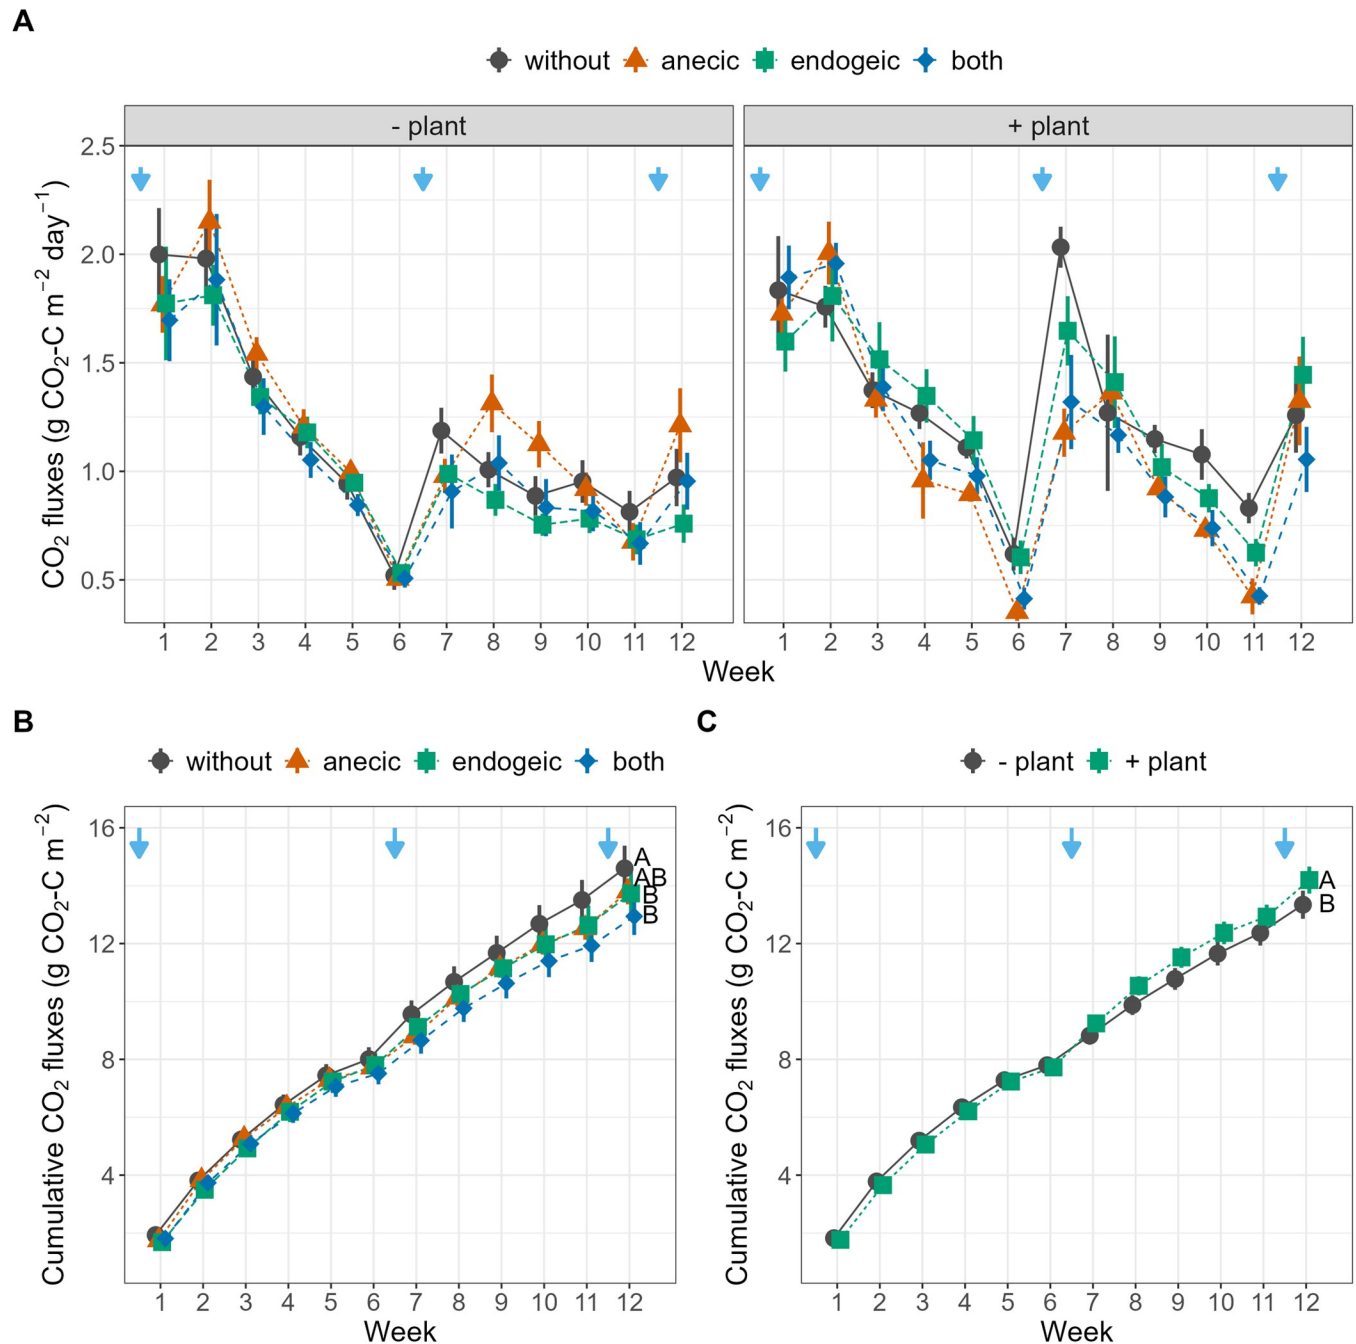 A
without anecic endogeic both
- plant + plant
CO₂ fluxes (g CO₂-C m⁻² day⁻¹)
2.5
2.0
1.5
1.0
0.5
1 2 3 4 5 6 7 8 9 10 11 12 1 2 3 4 5 6 7 8 9 10 11 12
Week
B
without anecic endogeic both
Cumulative CO₂ fluxes (g CO₂-C m⁻²)
16
12
8
4
A
AB
B
B
1 2 3 4 5 6 7 8 9 10 11 12
Week
C
- plant + plant
Cumulative CO₂ fluxes (g CO₂-C m⁻²)
16
12
8
4
A
B
1 2 3 4 5 6 7 8 9 10 11 12
Week